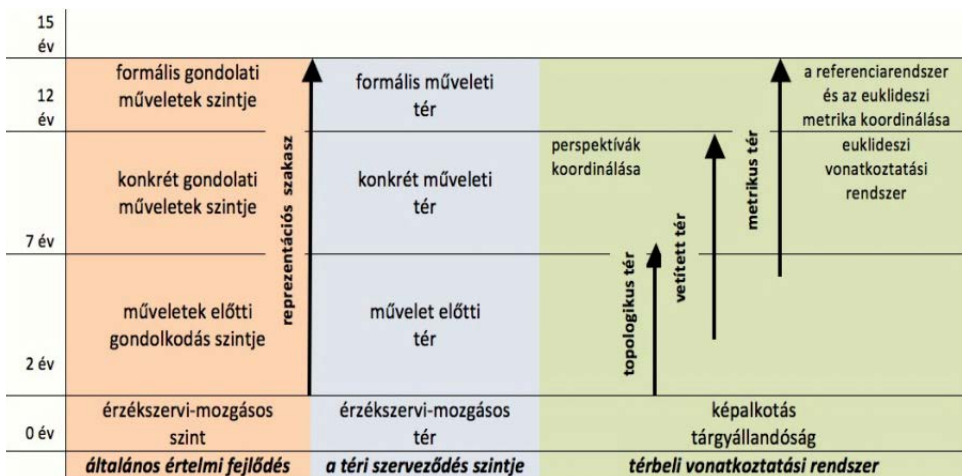 15
év
formális gondolati
műveletek szintje
formális műveleti
tér
a referenciarendszer
és az euklideszi
metrika koordinálása
12
év
reprezentációs szakasz
perspektívák
koordinálása
euklideszi
vonatkoztatási
rendszer
metrikus tér
konkrét gondolati
műveletek szintje
konkrét műveleti
tér
7 év
vetített tér
topologikus tér
műveletek előtti
gondolkodás szintje
művelet előtti
tér
2 év
érzékszervi-mozgásos
szint
érzékszervi-mozgásos
tér
képalkotás
tárgyállandóság
0 év
általános értelmi fejlődés
a téri szerveződés szintje
térbeli vonatkoztatási rendszer